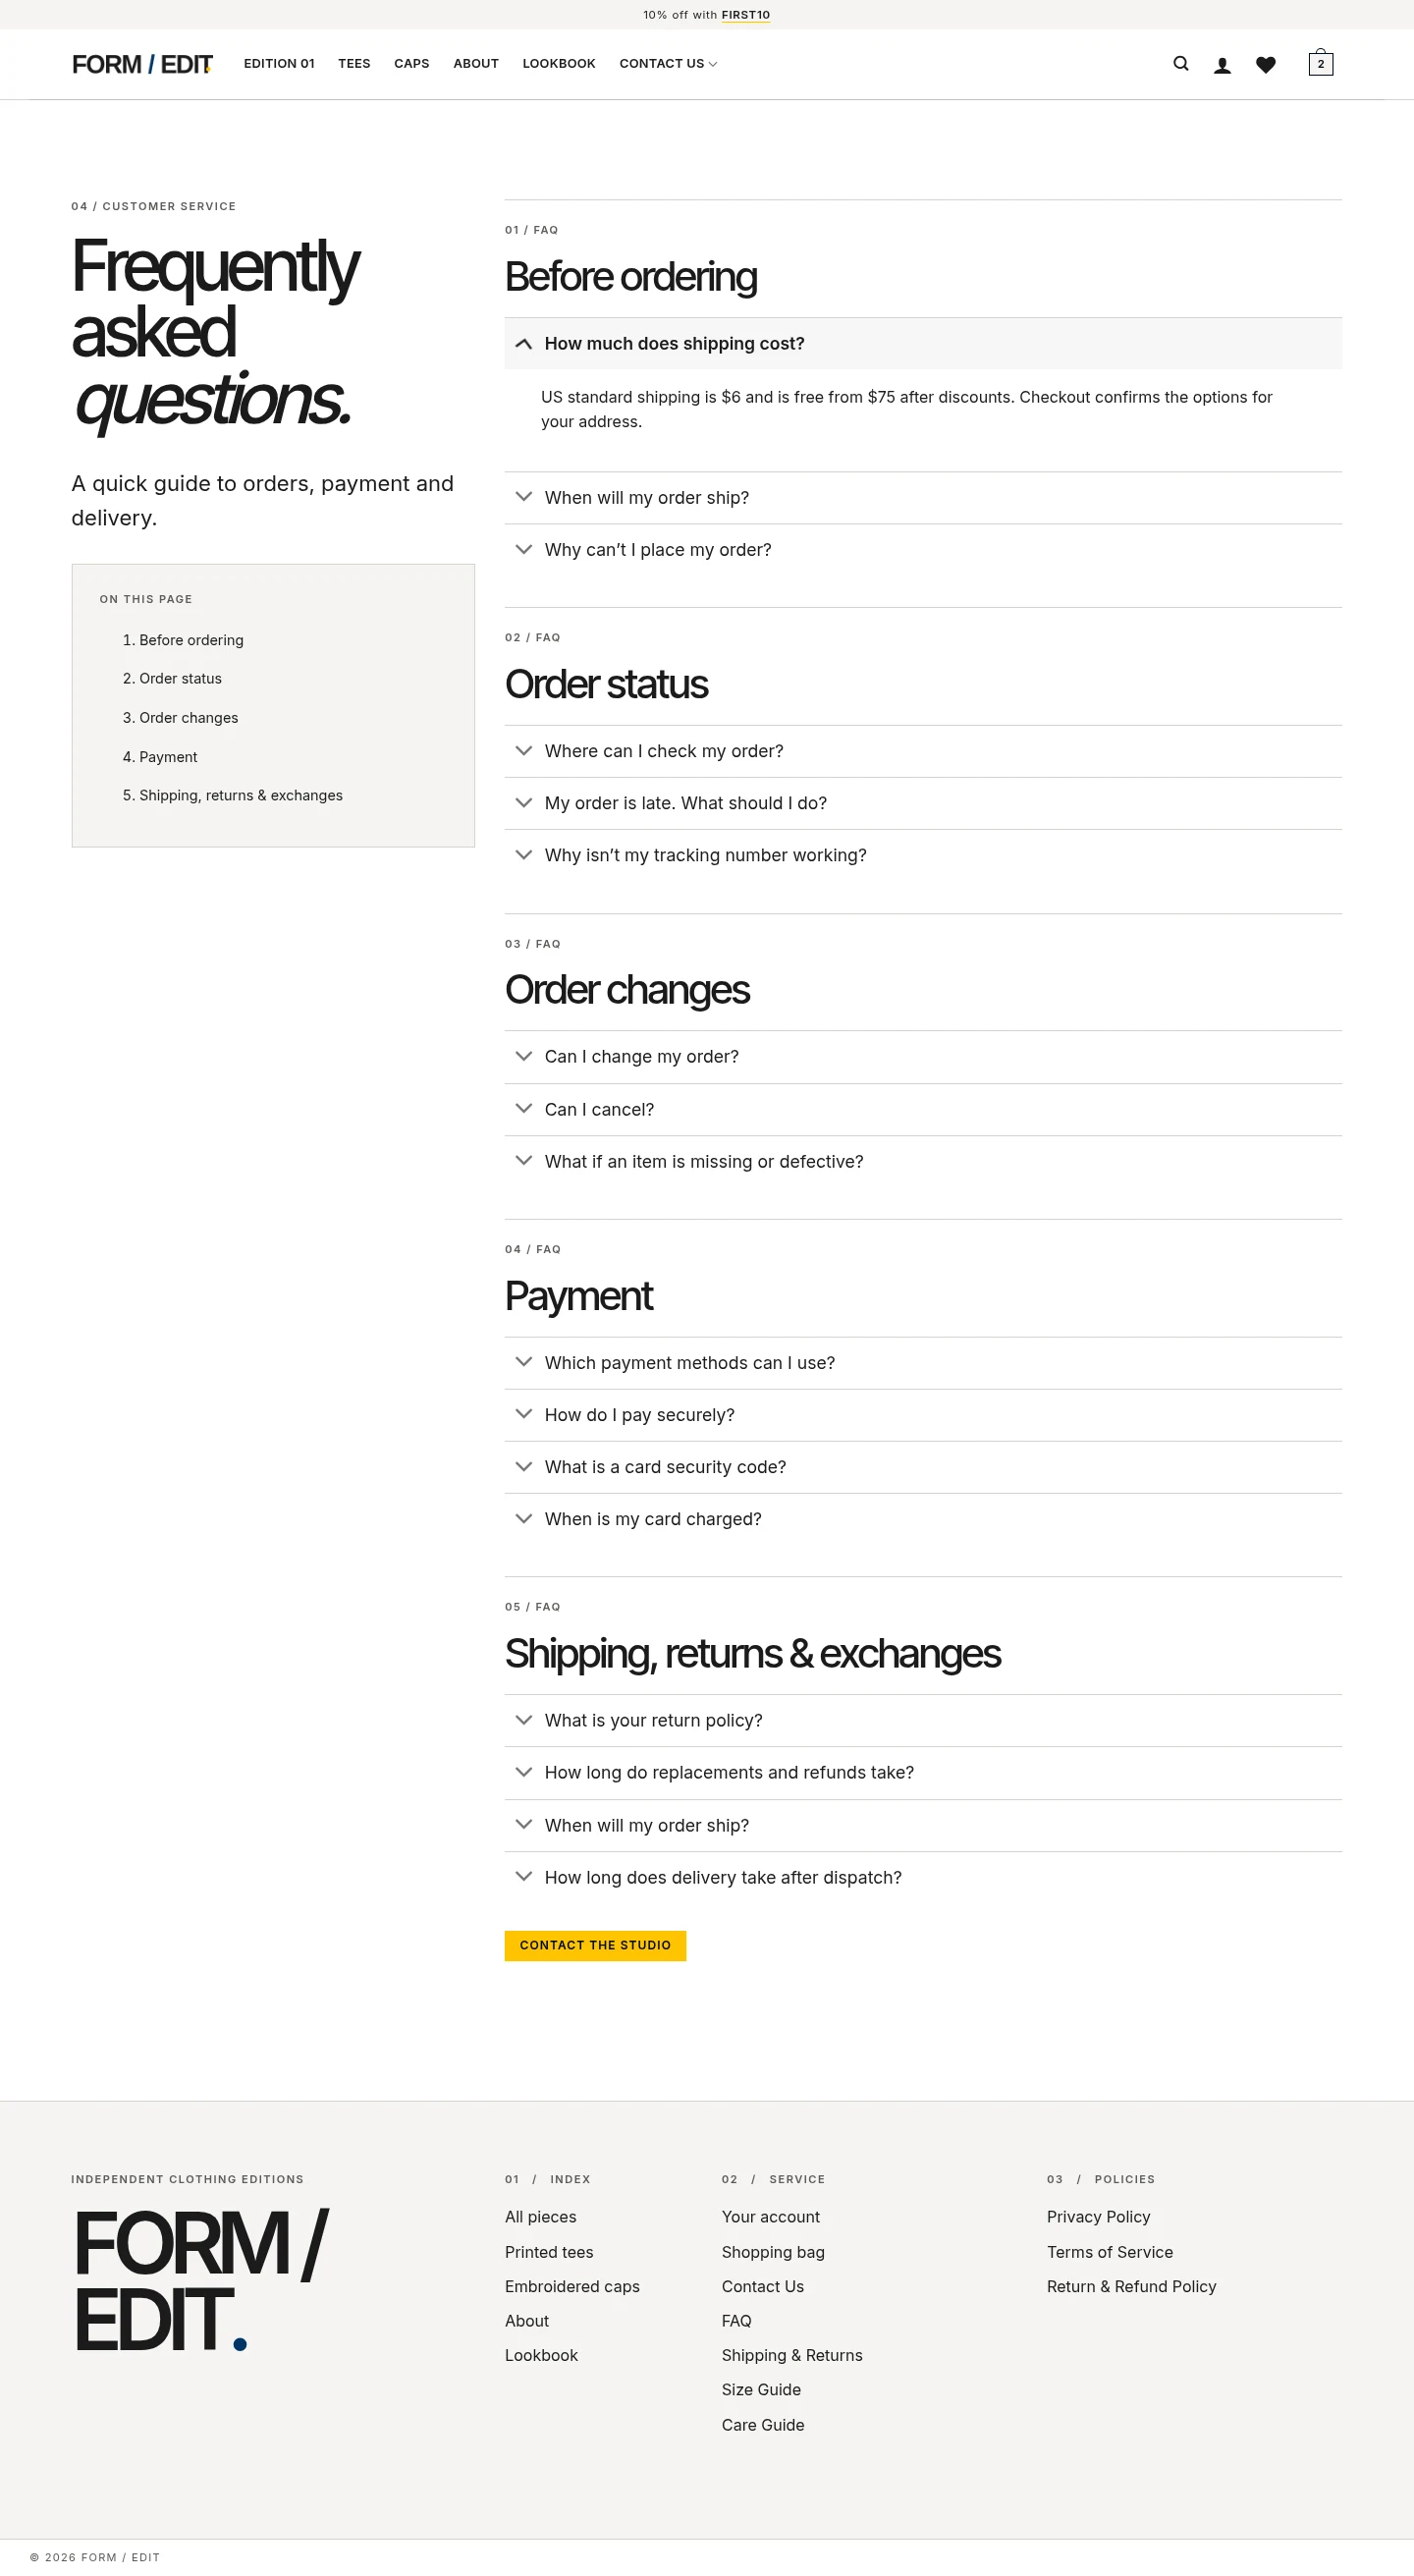 10% off with FIRST10
FORM / EDIT.
EDITION 01
TEES
CAPS
ABOUT
LOOKBOOK
CONTACT US
2
04 / CUSTOMER SERVICE
Frequently
asked
questions.
A quick guide to orders, payment and
delivery.
ON THIS PAGE
1. Before ordering
2. Order status
3. Order changes
4. Payment
5. Shipping, returns & exchanges
01 / FAQ
Before ordering
How much does shipping cost?
US standard shipping is $6 and is free from $75 after discounts. Checkout confirms the options for
your address.
When will my order ship?
Why can’t I place my order?
02 / FAQ
Order status
Where can I check my order?
My order is late. What should I do?
Why isn’t my tracking number working?
03 / FAQ
Order changes
Can I change my order?
Can I cancel?
What if an item is missing or defective?
04 / FAQ
Payment
Which payment methods can I use?
How do I pay securely?
What is a card security code?
When is my card charged?
05 / FAQ
Shipping, returns & exchanges
What is your return policy?
How long do replacements and refunds take?
When will my order ship?
How long does delivery take after dispatch?
CONTACT THE STUDIO
INDEPENDENT CLOTHING EDITIONS
FORM /
EDIT.
01 / INDEX
All pieces
Printed tees
Embroidered caps
About
Lookbook
02 / SERVICE
Your account
Shopping bag
Contact Us
FAQ
Shipping & Returns
Size Guide
Care Guide
03 / POLICIES
Privacy Policy
Terms of Service
Return & Refund Policy
© 2026 FORM / EDIT